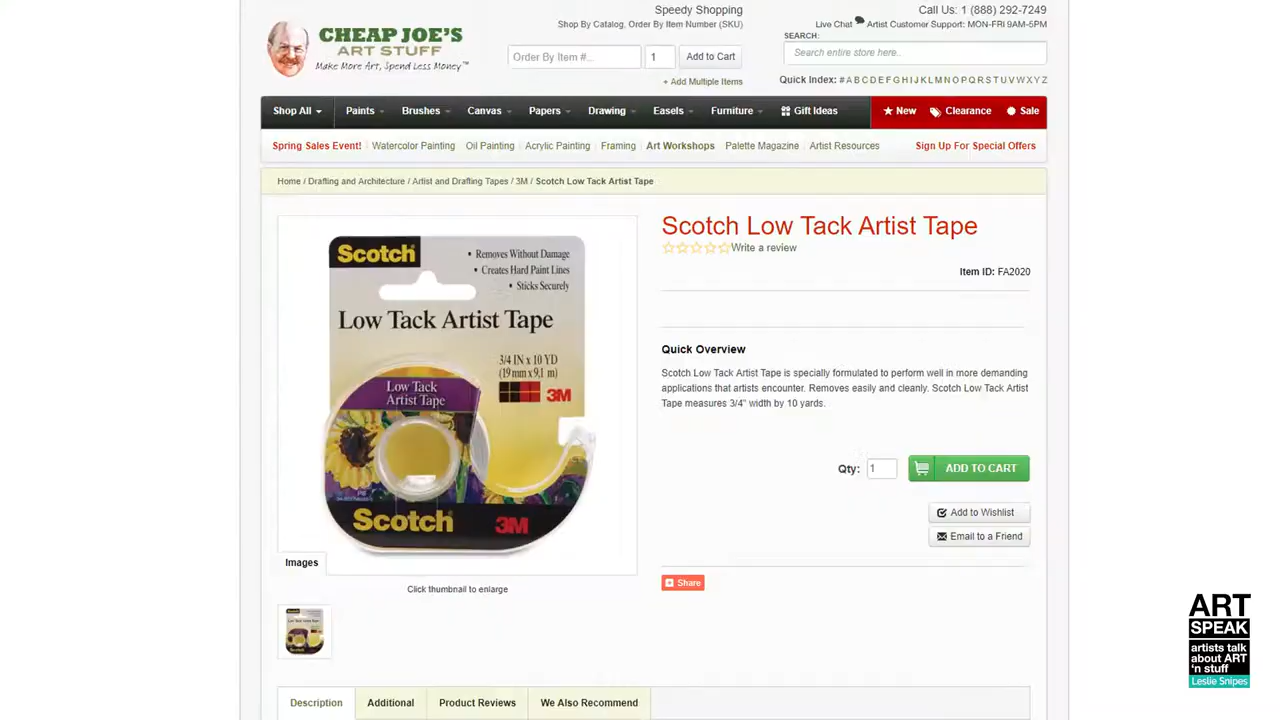 CHEAP JOE'S
ART STUFF
Make More Art, Spend Less Money™
Speedy Shopping
Shop By Catalog, Order By Item Number (SKU)
Order By Item #...
1
Add to Cart
+ Add Multiple Items
Call Us: 1 (888) 292-7249
Live Chat Artist Customer Support: MON-FRI 9AM-5PM
SEARCH:
Search entire store here..
Quick Index: # A B C D E F G H I J K L M N O P Q R S T U V W X Y Z
Shop All Paints Brushes Canvas Papers Drawing Easels Furniture Gift Ideas New Clearance Sale
Spring Sales Event! Watercolor Painting Oil Painting Acrylic Painting Framing Art Workshops Palette Magazine Artist Resources Sign Up For Special Offers
Home / Drafting and Architecture / Artist and Drafting Tapes / 3M / Scotch Low Tack Artist Tape
Scotch
• Removes Without Damage
• Creates Hard Paint Lines
• Sticks Securely
Low Tack Artist Tape
3/4 IN x 10 YD
(19 mm x 9,1 m)
3M
Low Tack
Artist Tape
Scotch 3M
Images
Click thumbnail to enlarge
Scotch Low Tack Artist Tape
Write a review
Item ID: FA2020
Quick Overview
Scotch Low Tack Artist Tape is specially formulated to perform well in more demanding
applications that artists encounter. Removes easily and cleanly. Scotch Low Tack Artist
Tape measures 3/4" width by 10 yards.
Qty: 1 ADD TO CART
Add to Wishlist
Email to a Friend
Share
Description Additional Product Reviews We Also Recommend
ART
SPEAK
artists talk
about ART
'n stuff
Leslie Snipes